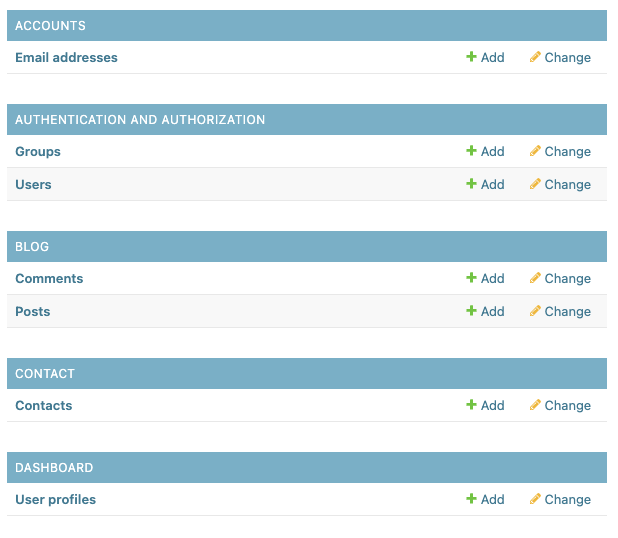 ACCOUNTS
Email addresses Add Change
AUTHENTICATION AND AUTHORIZATION
Groups Add Change
Users Add Change
BLOG
Comments Add Change
Posts Add Change
CONTACT
Contacts Add Change
DASHBOARD
User profiles Add Change